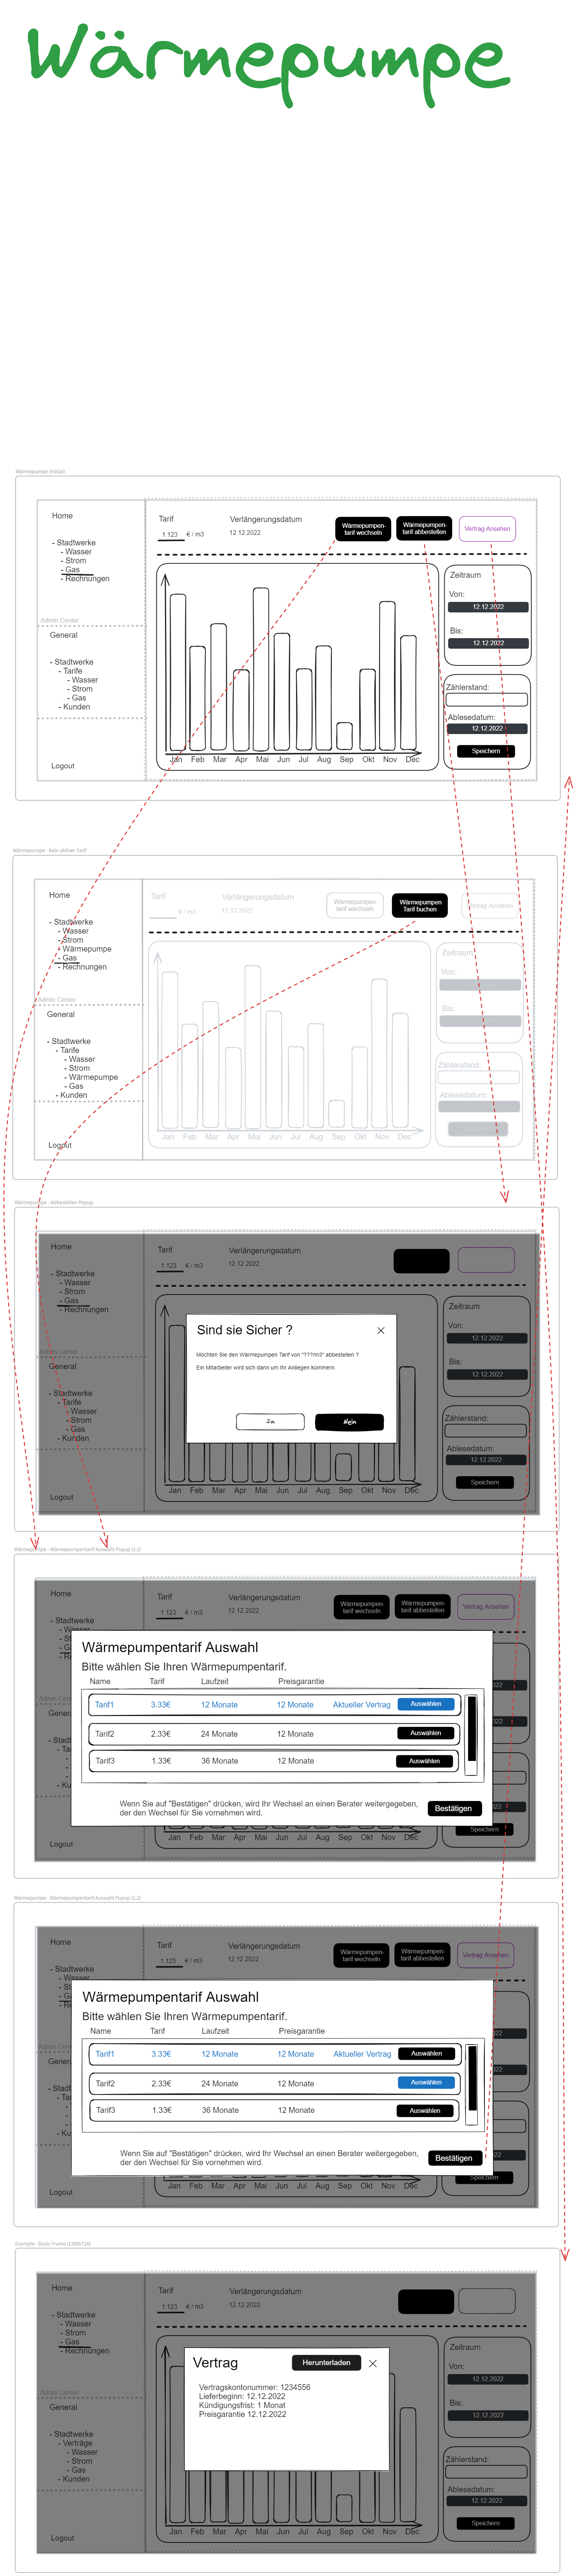 Wärmepumpe
Wärmepumpe (Initial)
Home
- Stadtwerke
- Wasser
- Strom
- Gas
- Rechnungen
Admin Center
General
- Stadtwerke
- Tarife
- Wasser
- Strom
- Gas
- Kunden
Logout
Tarif
Verlängerungsdatum
1.123 € / m3
12.12.2022
Wärmepumpen-
tarif wechseln
Wärmepumpen-
tarif abbestellen
Vertrag Ansehen
Jan Feb Mar Apr Mai Jun Jul Aug Sep Okt Nov Dec
Zeitraum
Von:
12.12.2022
Bis:
12.12.2022
Zählerstand:
Ablesedatum:
12.12.2022
Speichern
Wärmepumpe - Kein aktiver Tarif
Home
- Stadtwerke
- Wasser
- Strom
- Wärmepumpe
- Gas
- Rechnungen
Admin Center
General
- Stadtwerke
- Tarife
- Wasser
- Strom
- Wärmepumpe
- Gas
- Kunden
Logout
Tarif
Verlängerungsdatum
€ / m3
12.12.2022
Wärmepumpen-
tarif wechseln
Wärmepumpen
Tarif buchen
Vertrag Ansehen
Jan Feb Mar Apr Mai Jun Jul Aug Sep Okt Nov Dec
Zeitraum
Von:
Bis:
Zählerstand:
Ablesedatum:
Wärmepumpe - Abbestellen Popup
Home
- Stadtwerke
- Wasser
- Strom
- Gas
- Rechnungen
Admin Center
General
- Stadtwerke
- Tarife
- Wasser
- Strom
- Gas
- Kunden
Logout
Tarif
Verlängerungsdatum
1.123 € / m3
12.12.2022
Sind sie Sicher ?
Möchten Sie den Wärmepumpen Tarif von "???/m3" abbestellen ?
Ein Mitarbeiter wird sich dann um Ihr Anliegen kümmern.
Ja
Nein
Jan Feb Mar Apr Mai Jun Jul Aug Sep Okt Nov Dec
Zeitraum
Von:
12.12.2022
Bis:
12.12.2022
Zählerstand:
Ablesedatum:
12.12.2022
Speichern
Wärmepumpe - Wärmepumpentarif Auswahl Popup (1.1)
Home
- Stadtwerke
- Wasser
Admin
General
- Stadt
- Ta
- Ku
Logout
Tarif
Verlängerungsdatum
1.123 € / m3
12.12.2022
Wärmepumpen-
tarif wechseln
Wärmepumpen-
tarif abbestellen
Vertrag Ansehen
Wärmepumpentarif Auswahl
Bitte wählen Sie Ihren Wärmepumpentarif.
Name Tarif Laufzeit Preisgarantie
Tarif1 3.33€ 12 Monate 12 Monate Aktueller Vertrag Auswählen
Tarif2 2.33€ 24 Monate 12 Monate Auswählen
Tarif3 1.33€ 36 Monate 12 Monate Auswählen
Wenn Sie auf "Bestätigen" drücken, wird Ihr Wechsel an einen Berater weitergegeben,
der den Wechsel für Sie vornehmen wird.
Bestätigen
Speichern
Jan Feb Mar Apr Mai Jun Jul Aug Sep Okt Nov Dec
Wärmepumpe - Wärmepumpentarif Auswahl Popup (1.2)
Home
- Stadtwerke
- Wasser
Admin
General
- Stadt
- Ta
- Ku
Logout
Tarif
Verlängerungsdatum
1.123 € / m3
12.12.2022
Wärmepumpen-
tarif wechseln
Wärmepumpen-
tarif abbestellen
Vertrag Ansehen
Wärmepumpentarif Auswahl
Bitte wählen Sie Ihren Wärmepumpentarif.
Name Tarif Laufzeit Preisgarantie
Tarif1 3.33€ 12 Monate 12 Monate Aktueller Vertrag Auswählen
Tarif2 2.33€ 24 Monate 12 Monate Auswählen
Tarif3 1.33€ 36 Monate 12 Monate Auswählen
Wenn Sie auf "Bestätigen" drücken, wird Ihr Wechsel an einen Berater weitergegeben,
der den Wechsel für Sie vornehmen wird.
Bestätigen
Speichern
Jan Feb Mar Apr Mai Jun Jul Aug Sep Okt Nov Dec
Example - Basic Frame (1280x720)
Home
- Stadtwerke
- Wasser
- Strom
- Gas
- Rechnungen
Admin Center
General
- Stadtwerke
- Verträge
- Wasser
- Strom
- Gas
- Kunden
Logout
Tarif
Verlängerungsdatum
1.123 € / m3
12.12.2022
Vertrag
Herunterladen
Vertragskontonummer: 1234556
Lieferbeginn: 12.12.2022
Kündigungsfrist: 1 Monat
Preisgarantie 12.12.2022
Jan Feb Mar Apr Mai Jun Jul Aug Sep Okt Nov Dec
Zeitraum
Von:
12.12.2022
Bis:
12.12.2022
Zählerstand:
Ablesedatum:
12.12.2022
Speichern